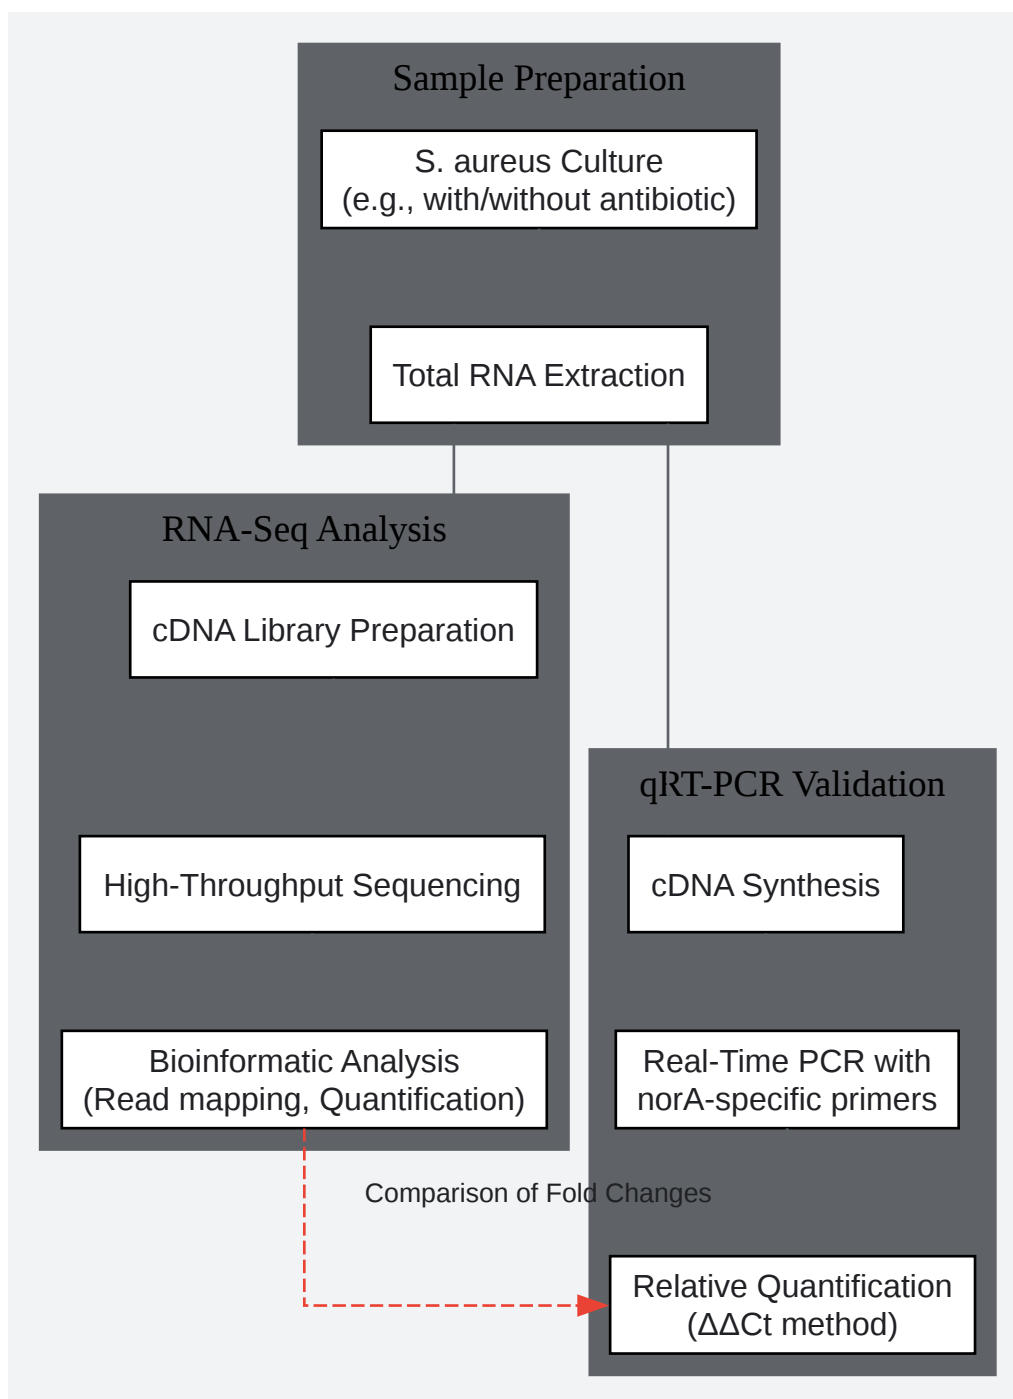 Sample Preparation
S. aureus Culture
(e.g., with/without antibiotic)
Total RNA Extraction
RNA-Seq Analysis
cDNA Library Preparation
High-Throughput Sequencing
Bioinformatic Analysis
(Read mapping, Quantification)
qRT-PCR Validation
cDNA Synthesis
Real-Time PCR with
norA-specific primers
Comparison of Fold Changes
Relative Quantification
(ΔΔCt method)